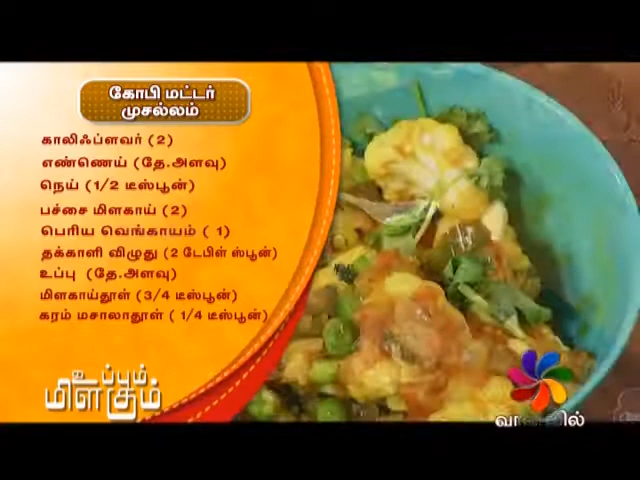 கோபி மட்டர்
முசல்லம்
காலிஃப்ளவர் (2)
எண்ணெய் (தே.அளவு)
நெய் (1/2 டீஸ்பூன்)
பச்சை மிளகாய் (2)
பெரிய வெங்காயம் ( 1)
தக்காளி விழுது (2 டேபிள் ஸ்பூன்)
உப்பு (தே.அளவு)
மிளகாய்தூள் (3/4 டீஸ்பூன்)
கரம் மசாலாதூள் ( 1/4 டீஸ்பூன்)
உப்பும்
மிளகும்